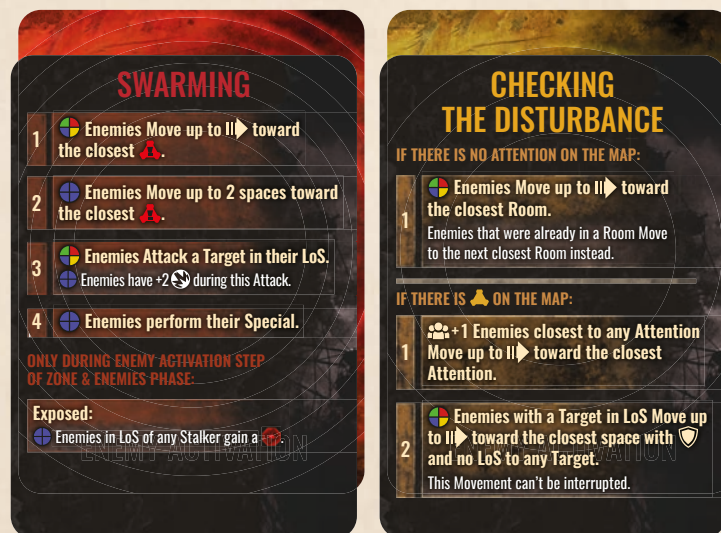 SWARMING
1
Enemies Move up to toward
the closest .
2
Enemies Move up to 2 spaces toward
the closest .
3
Enemies Attack a Target in their LoS.
Enemies have +2 during this Attack.
4
Enemies perform their Special.
ONLY DURING ENEMY ACTIVATION STEP
OF ZONE & ENEMIES PHASE:
Exposed:
Enemies in LoS of any Stalker gain a .
ENEMY ACTIVATION
CHECKING
THE DISTURBANCE
IF THERE IS NO ATTENTION ON THE MAP:
1
Enemies Move up to toward
the closest Room.
Enemies that were already in a Room Move
to the next closest Room instead.
IF THERE IS ON THE MAP:
1
+1 Enemies closest to any Attention
Move up to toward the closest
Attention.
2
Enemies with a Target in LoS Move up
to toward the closest space with
and no LoS to any Target.
This Movement can't be interrupted.
ENEMY ACTIVATION